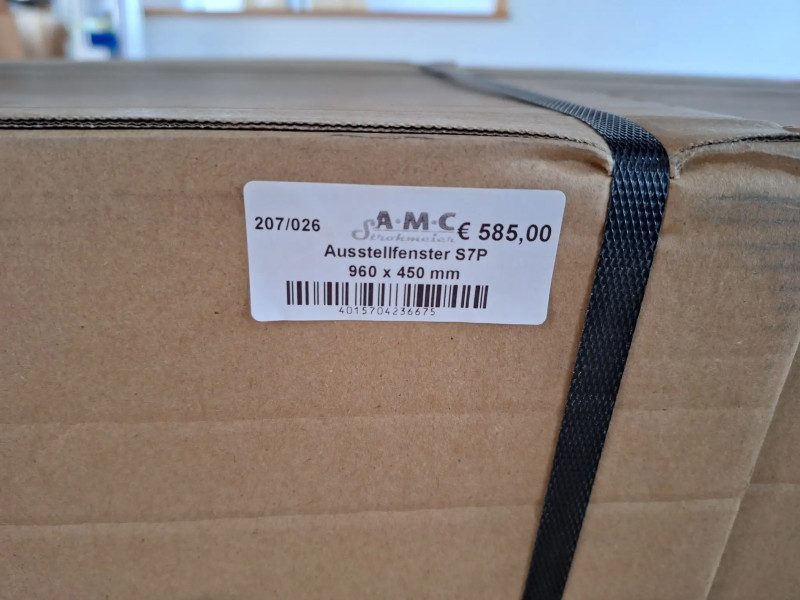 207/026 A·M·C € 585,00
Strohmeier
Ausstellfenster S7P
960 x 450 mm
4015704236675